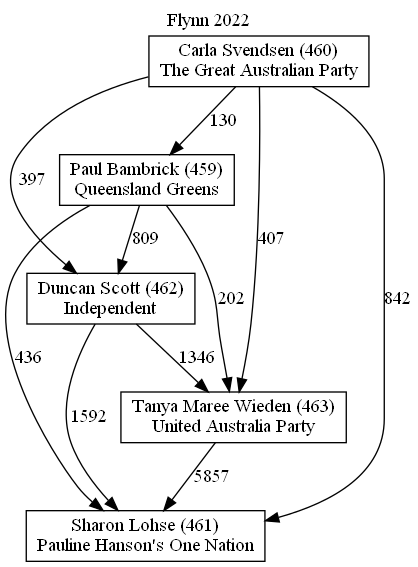 Flynn 2022
Carla Svendsen (460)
The Great Australian Party
130
Paul Bambrick (459)
Queensland Greens
397
809
407
Duncan Scott (462)
Independent
202
842
436
1346
1592
Tanya Maree Wieden (463)
United Australia Party
5857
Sharon Lohse (461)
Pauline Hanson's One Nation